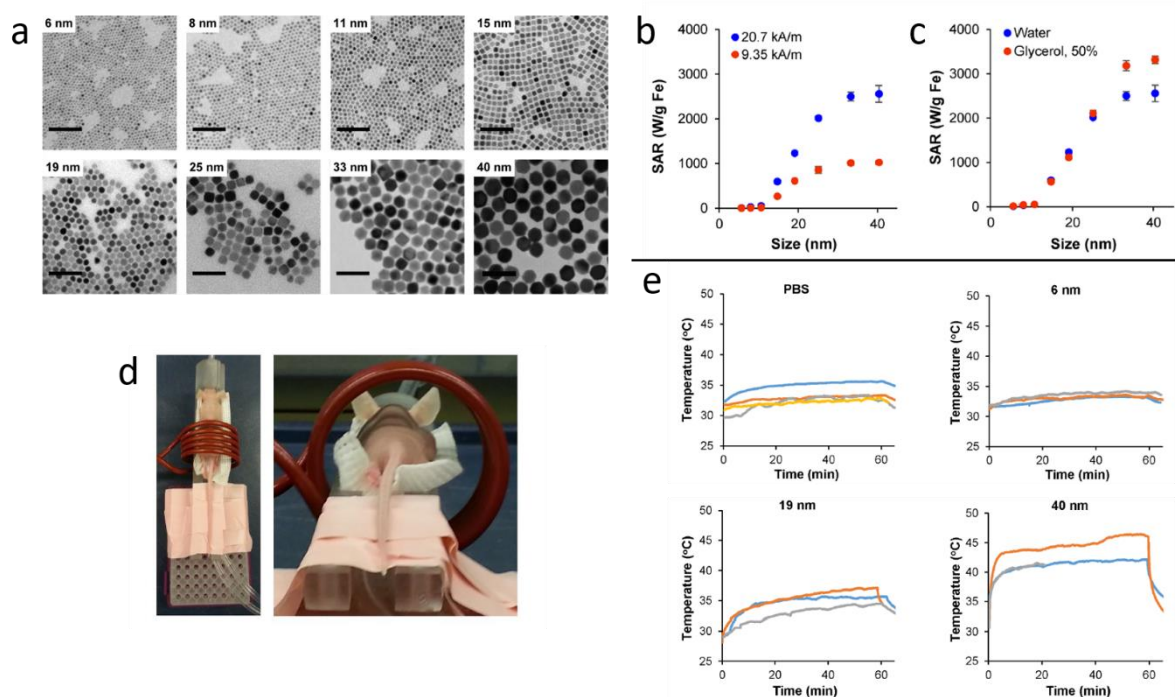 a
6 nm
8 nm
11 nm
15 nm
19 nm
25 nm
33 nm
40 nm
b
20.7 kA/m
9.35 kA/m
SAR (W/g Fe)
4000
3000
2000
1000
0
0
20
40
Size (nm)
c
Water
Glycerol, 50%
SAR (W/g Fe)
4000
3000
2000
1000
0
0
20
40
Size (nm)
d
e
PBS
Temperature (°C)
50
45
40
35
30
25
0
20
40
60
Time (min)
6 nm
Temperature (°C)
50
45
40
35
30
25
0
20
40
60
Time (min)
19 nm
Temperature (°C)
50
45
40
35
30
25
0
20
40
60
Time (min)
40 nm
Temperature (°C)
50
45
40
35
30
25
0
20
40
60
Time (min)